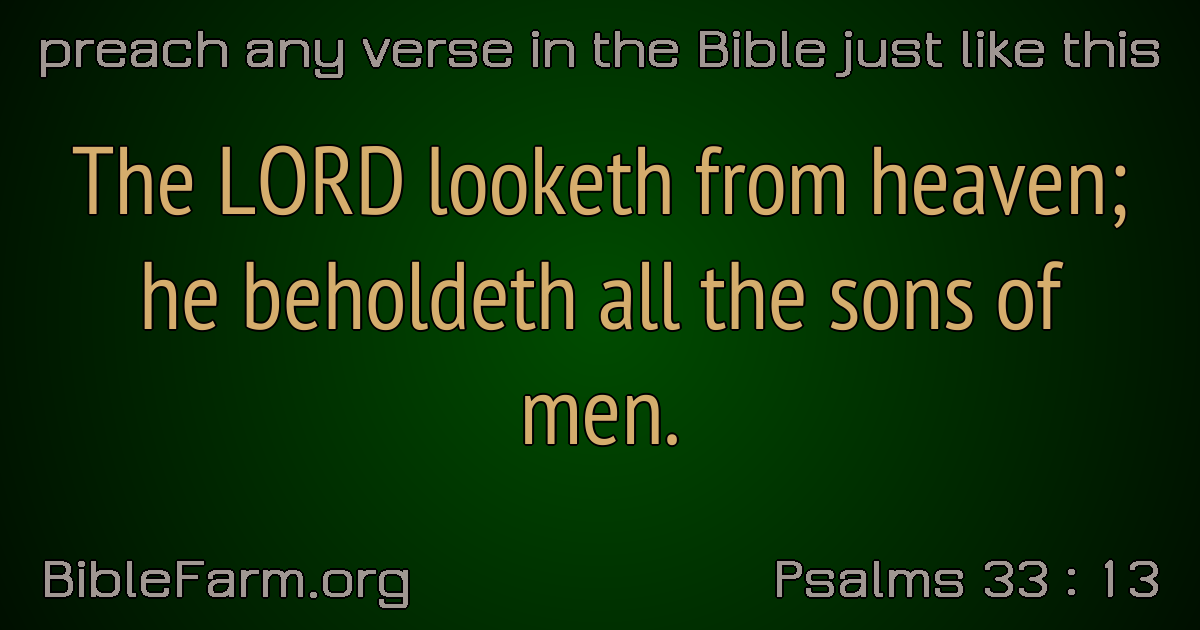 preach any verse in the Bible just like this
The LORD looketh from heaven;
he beholdeth all the sons of
men.
BibleFarm.org
Psalms 33 : 13